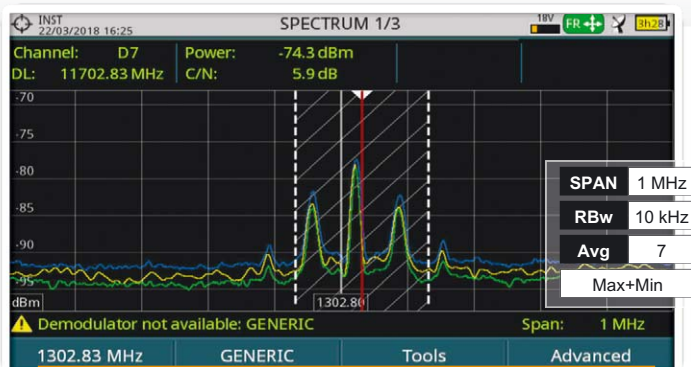 INST
22/03/2018 16:25
SPECTRUM 1/3
18V
FR
3h28
Channel: D7
Power: -74.3 dBm
DL: 11702.83 MHz
C/N: 5.9 dB
-70
-75
-80
-85
-90
-95
dBm
1302.80
SPAN 1 MHz
RBw 10 kHz
Avg 7
Max+Min
Demodulator not available: GENERIC
Span: 1 MHz
1302.83 MHz
GENERIC
Tools
Advanced